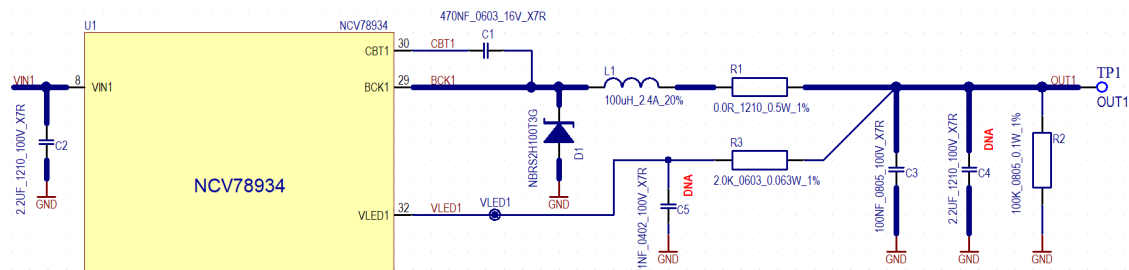 470NF_0603_16V_X7R
U1
NCV78934
C1
CBT1
30
CBT1
VIN1
8
VIN1
BCK1
29
BCK1
L1
100uH_2.4A_20%
R1
0.0R_1210_0.5W_1%
OUT1
TP1
OUT1
2.2UF_1210_100V_X7R
C2
GND
NBRS2H100T3G
D1
GND
NCV78934
VLED1
32
VLED1
VLED1
R3
2.0K_0603_0.063W_1%
1NF_0402_100V_X7R
DNA
C5
GND
100NF_0805_100V_X7R
C3
GND
2.2UF_1210_100V_X7R
DNA
C4
GND
100K_0805_0.1W_1%
R2
GND